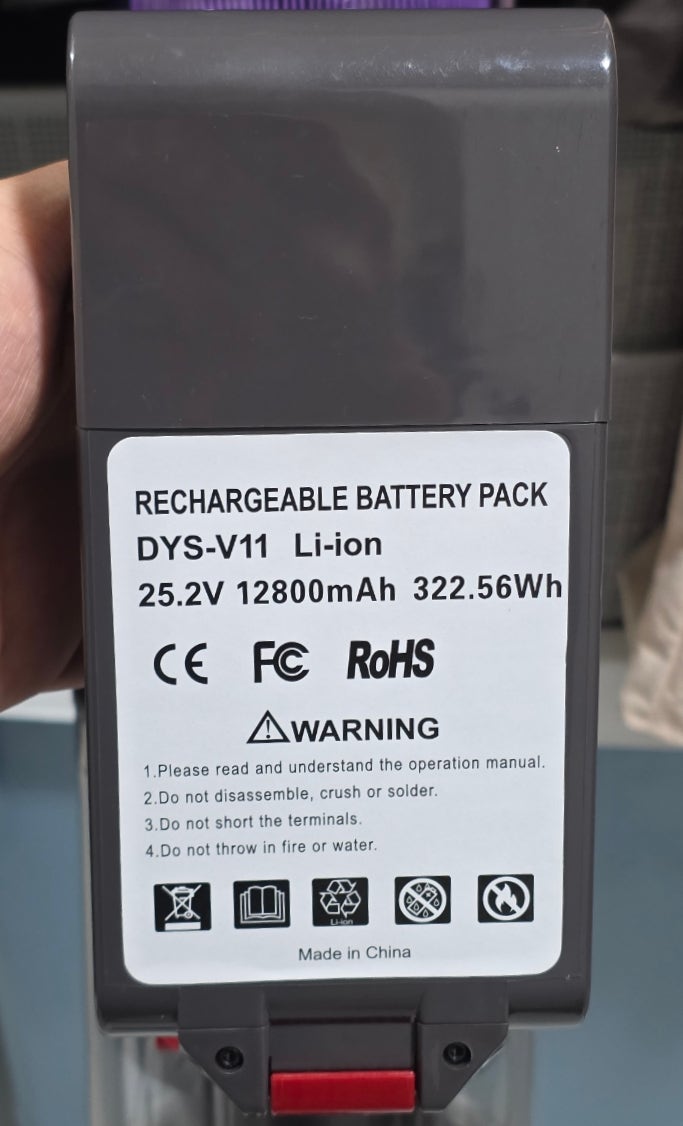 RECHARGEABLE BATTERY PACK
DYS-V11 Li-ion
25.2V 12800mAh 322.56Wh
CE FC RoHS
WARNING
1.Please read and understand the operation manual.
2.Do not disassemble, crush or solder.
3.Do not short the terminals.
4.Do not throw in fire or water.
Li-ion
Made in China